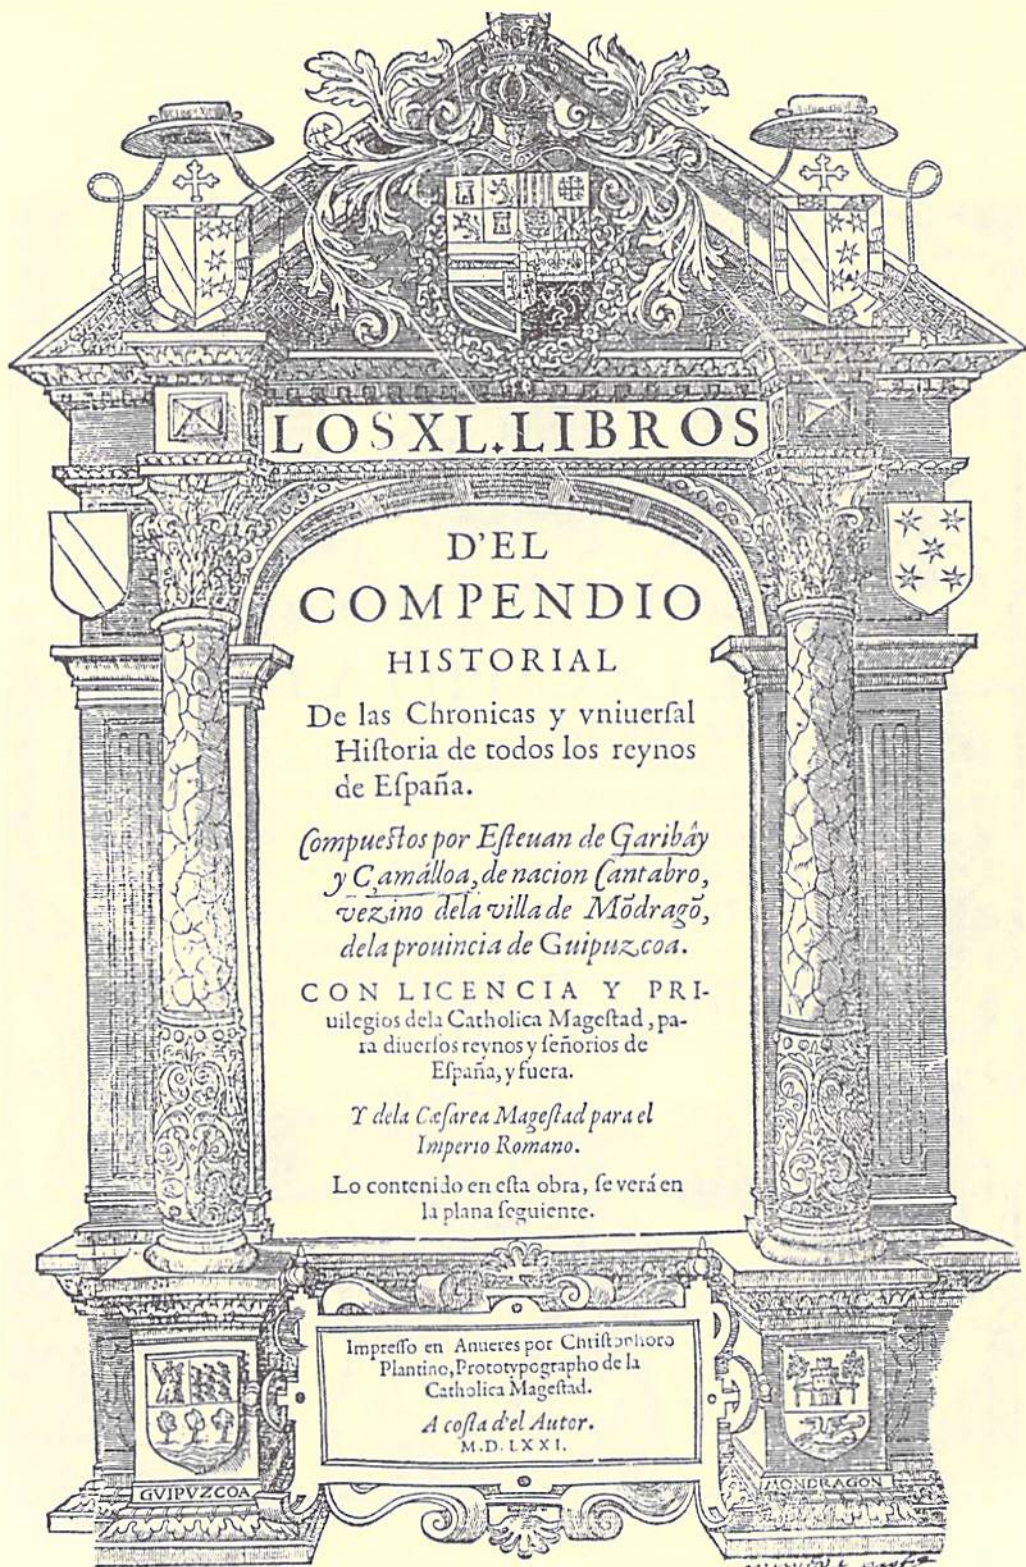 LOS XL. LIBROS
D'EL
COMPENDIO
HISTORIAL
De las Chronicas y vniuerſal
Hiſtoria de todos los reynos
de Eſpaña.
Compueſtos por Eſteuan de Garibáy
y Çamálloa, de nacion Cantabro,
vezino dela villa de Mõdragõ,
dela prouincia de Guipuzcoa.
CON LICENCIA Y PRI-
uilegios dela Catholica Mageſtad, pa-
ra diuerſos reynos y ſeñorios de
Eſpaña, y fuera.
Y dela Cæſarea Mageſtad para el
Imperio Romano.
Lo contenido en eſta obra, ſe verá en
la plana ſeguiente.
Impreſſo en Anueres por Chriſtophoro
Plantino, Prototypographo de la
Catholica Mageſtad.
A coſta d'el Autor.
M.D.LXXI.
GVIPVZCOA
MONDRAGON